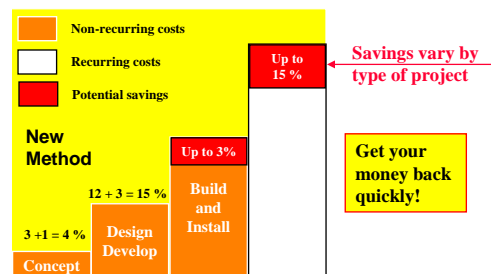 Non-recurring costs
Recurring costs
Potential savings
Up to
15 %
Savings vary by
type of project
New
Method
Up to 3%
Get your
money back
quickly!
12 + 3 = 15 %
Build
and
Install
3 +1 = 4 %
Design
Develop
Concept